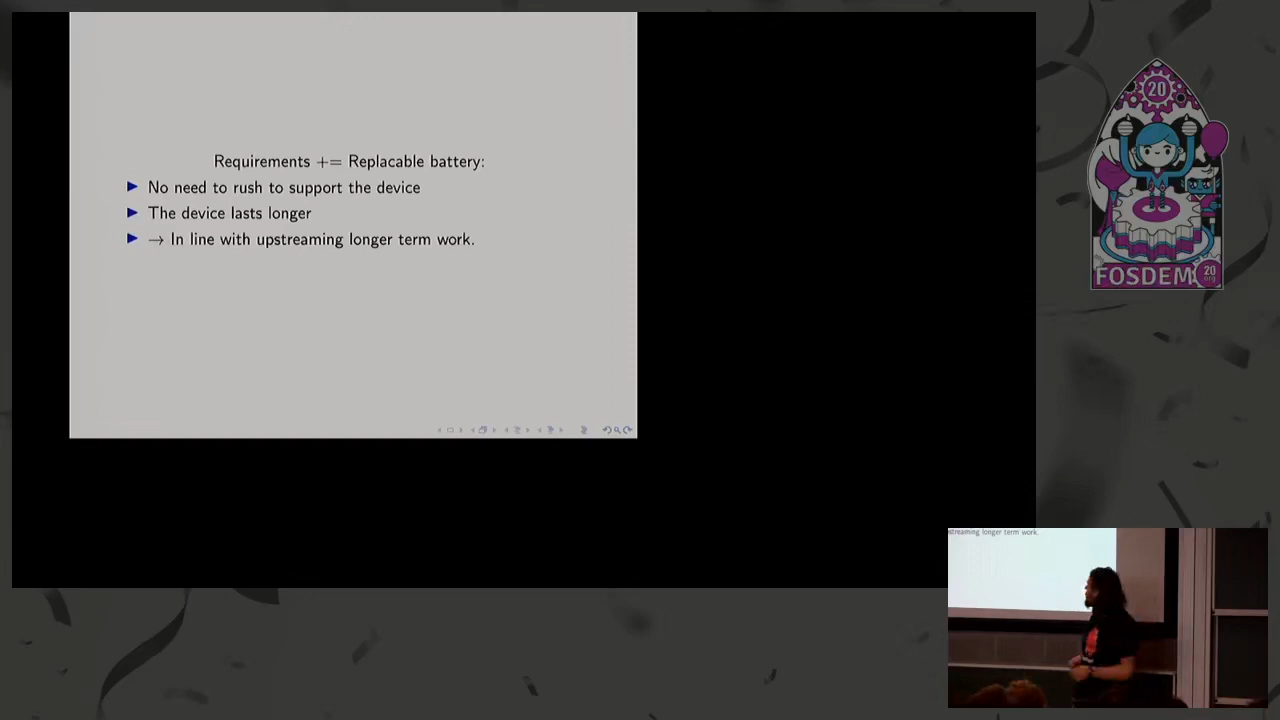 Requirements += Replacable battery:
▶ No need to rush to support the device
▶ The device lasts longer
▶ → In line with upstreaming longer term work.
20
FOSDEM
20
org
streaming longer term work.